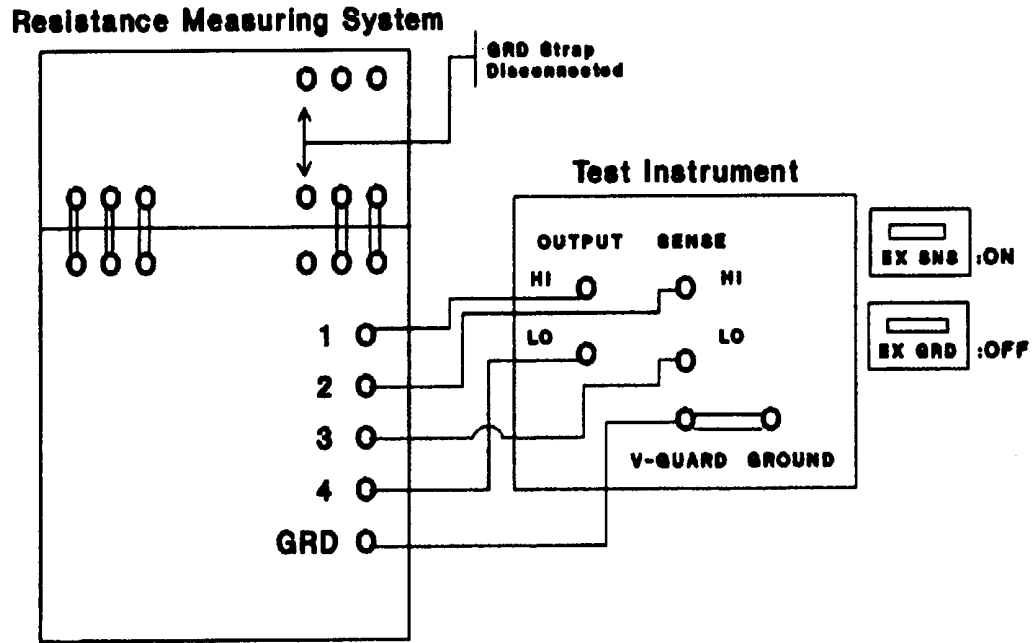 Resistance Measuring System
GRD Strap
Disconnected
Test Instrument
OUTPUT SENSE
HI HI
LO LO
V-GUARD GROUND
EX SNS :ON
EX GRD :OFF
1
2
3
4
GRD